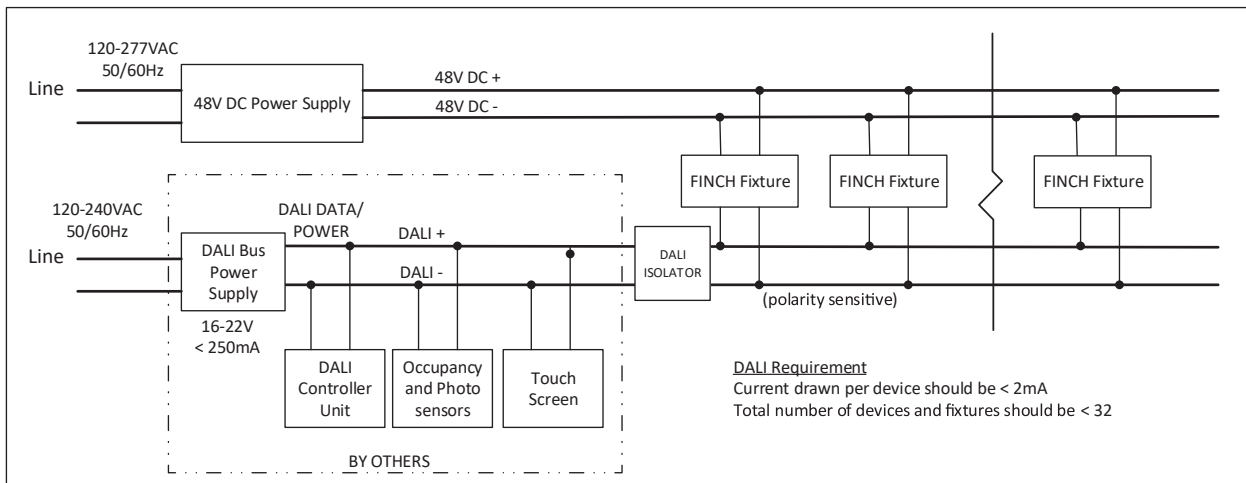 120-277VAC
50/60Hz
Line
48V DC Power Supply
48V DC +
48V DC -
FINCH Fixture
FINCH Fixture
FINCH Fixture
120-240VAC
50/60Hz
Line
DALI Bus
Power
Supply
16-22V
< 250mA
DALI DATA/
POWER
DALI +
DALI -
DALI
ISOLATOR
(polarity sensitive)
DALI
Controller
Unit
Occupancy
and Photo
sensors
Touch
Screen
BY OTHERS
DALI Requirement
Current drawn per device should be < 2mA
Total number of devices and fixtures should be < 32